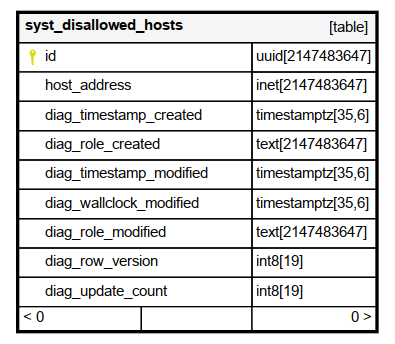 syst_disallowed_hosts [table]
id uuid[2147483647]
host_address inet[2147483647]
diag_timestamp_created timestamptz[35,6]
diag_role_created text[2147483647]
diag_timestamp_modified timestamptz[35,6]
diag_wallclock_modified timestamptz[35,6]
diag_role_modified text[2147483647]
diag_row_version int8[19]
diag_update_count int8[19]
< 0 0 >